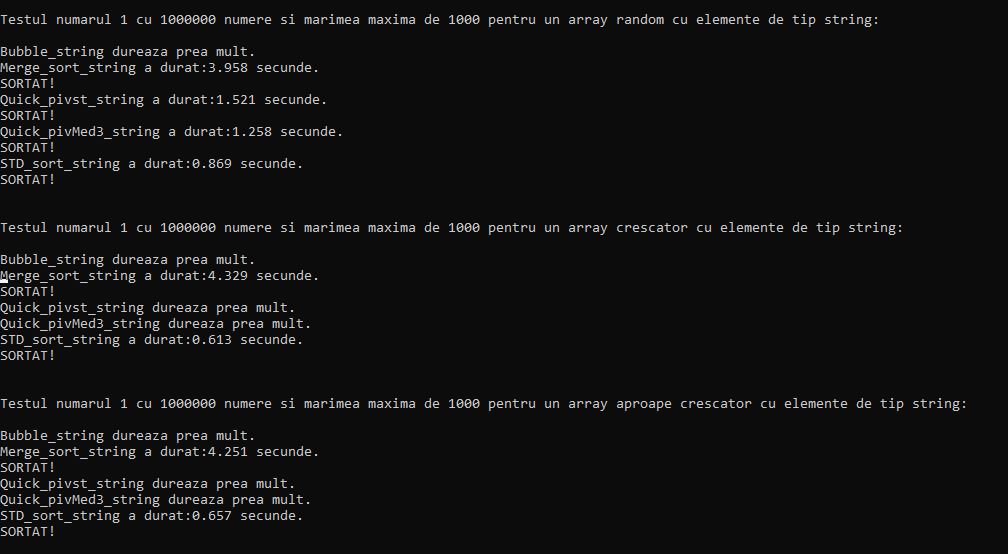 Testul numarul 1 cu 1000000 numere si marimea maxima de 1000 pentru un array random cu elemente de tip string:
Bubble_string dureaza prea mult.
Merge_sort_string a durat:3.958 secunde.
SORTAT!
Quick_pivst_string a durat:1.521 secunde.
SORTAT!
Quick_pivMed3_string a durat:1.258 secunde.
SORTAT!
STD_sort_string a durat:0.869 secunde.
SORTAT!
Testul numarul 1 cu 1000000 numere si marimea maxima de 1000 pentru un array crescator cu elemente de tip string:
Bubble_string dureaza prea mult.
Merge_sort_string a durat:4.329 secunde.
SORTAT!
Quick_pivst_string dureaza prea mult.
Quick_pivMed3_string dureaza prea mult.
STD_sort_string a durat:0.613 secunde.
SORTAT!
Testul numarul 1 cu 1000000 numere si marimea maxima de 1000 pentru un array aproape crescator cu elemente de tip string:
Bubble_string dureaza prea mult.
Merge_sort_string a durat:4.251 secunde.
SORTAT!
Quick_pivst_string dureaza prea mult.
Quick_pivMed3_string dureaza prea mult.
STD_sort_string a durat:0.657 secunde.
SORTAT!